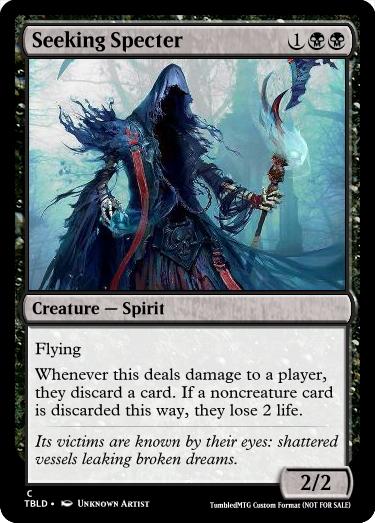 Seeking Specter 1
Creature — Spirit
Flying
Whenever this deals damage to a player,
they discard a card. If a noncreature card
is discarded this way, they lose 2 life.
Its victims are known by their eyes: shattered
vessels leaking broken dreams.
2/2
C
TBLD • Unknown Artist
TumbledMTG Custom Format (NOT FOR SALE)